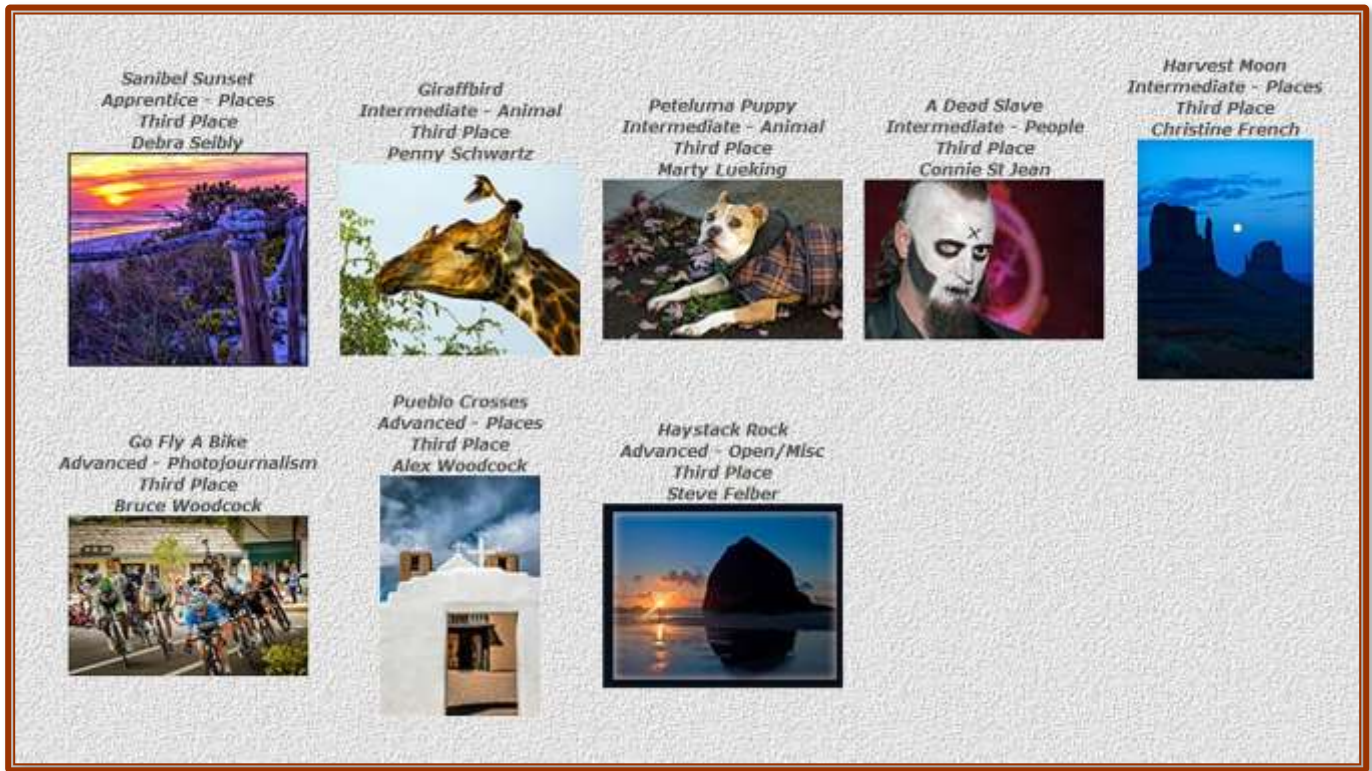 Sanibel Sunset
Apprentice - Places
Third Place
Debra Seibly
Giraffbird
Intermediate - Animal
Third Place
Penny Schwartz
Peteluma Puppy
Intermediate - Animal
Third Place
Marty Lueking
A Dead Slave
Intermediate - People
Third Place
Connie St Jean
Harvest Moon
Intermediate - Places
Third Place
Christine French
Go Fly A Bike
Advanced - Photojournalism
Third Place
Bruce Woodcock
Pueblo Crosses
Advanced - Places
Third Place
Alex Woodcock
Haystack Rock
Advanced - Open/Misc
Third Place
Steve Felber